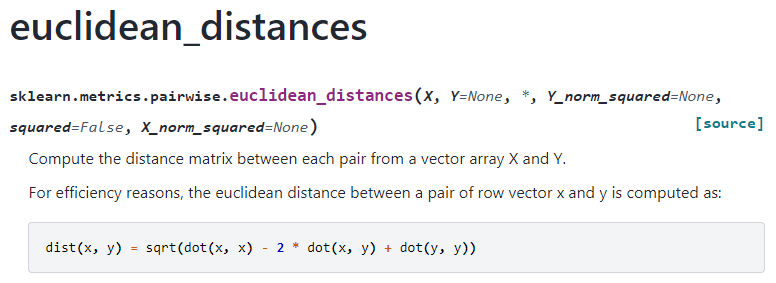 euclidean_distances
sklearn.metrics.pairwise.euclidean_distances(X, Y=None, *, Y_norm_squared=None,
squared=False, X_norm_squared=None) [source]
Compute the distance matrix between each pair from a vector array X and Y.
For efficiency reasons, the euclidean distance between a pair of row vector x and y is computed as:
dist(x, y) = sqrt(dot(x, x) - 2 * dot(x, y) + dot(y, y))